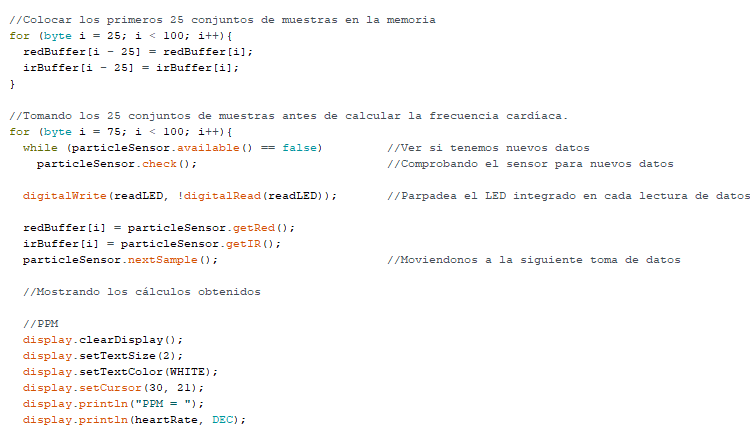 //Colocar los primeros 25 conjuntos de muestras en la memoria
for (byte i = 25; i < 100; i++){
redBuffer[i - 25] = redBuffer[i];
irBuffer[i - 25] = irBuffer[i];
}
//Tomando los 25 conjuntos de muestras antes de calcular la frecuencia cardíaca.
for (byte i = 75; i < 100; i++){
while (particleSensor.available() == false) //Ver si tenemos nuevos datos
particleSensor.check(); //Comprobando el sensor para nuevos datos
digitalWrite(readLED, !digitalRead(readLED)); //Parpadea el LED integrado en cada lectura de datos
redBuffer[i] = particleSensor.getRed();
irBuffer[i] = particleSensor.getIR();
particleSensor.nextSample(); //Moviendonos a la siguiente toma de datos
//Mostrando los cálculos obtenidos
//PPM
display.clearDisplay();
display.setTextSize(2);
display.setTextColor(WHITE);
display.setCursor(30, 21);
display.println("PPM = ");
display.println(heartRate, DEC);